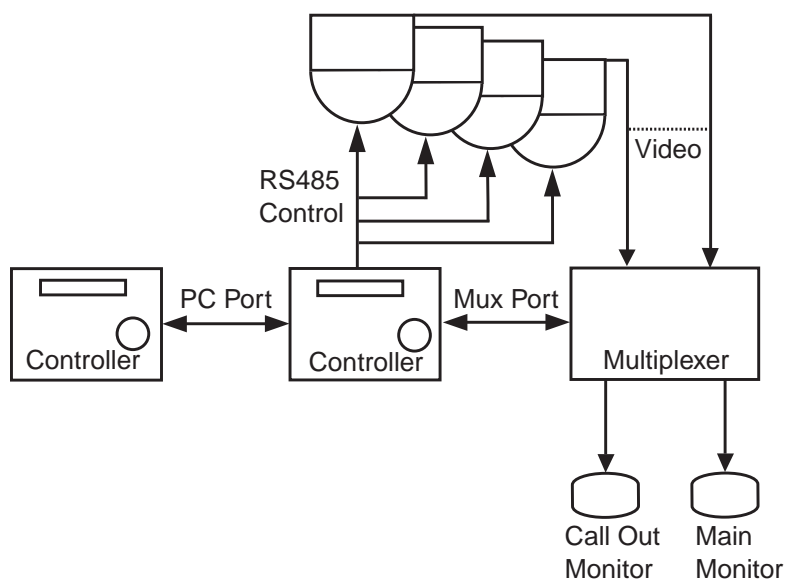 Video
RS485
Control
PC Port
Mux Port
Controller
Controller
Multiplexer
Call Out
Monitor
Main
Monitor